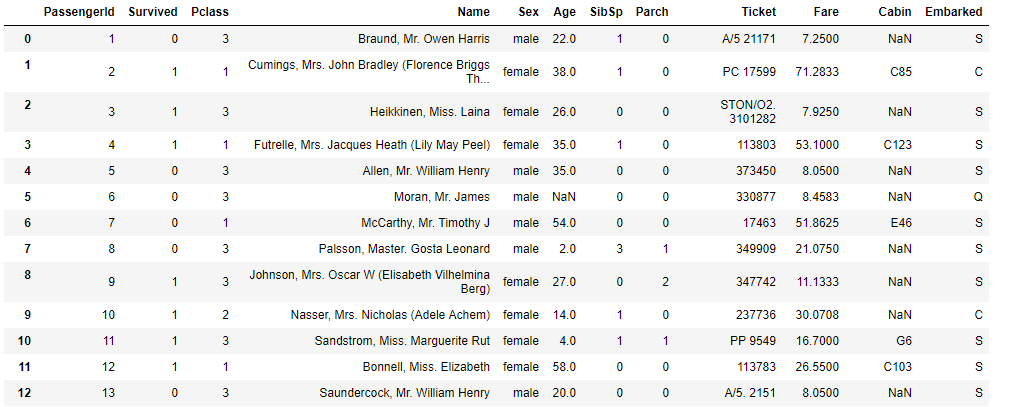 PassengerId Survived Pclass Name Sex Age SibSp Parch Ticket Fare Cabin Embarked
0 1 0 3 Braund, Mr. Owen Harris male 22.0 1 0 A/5 21171 7.2500 NaN S
1 2 1 1 Cumings, Mrs. John Bradley (Florence Briggs Th... female 38.0 1 0 PC 17599 71.2833 C85 C
2 3 1 3 Heikkinen, Miss. Laina female 26.0 0 0 STON/O2. 3101282 7.9250 NaN S
3 4 1 1 Futrelle, Mrs. Jacques Heath (Lily May Peel) female 35.0 1 0 113803 53.1000 C123 S
4 5 0 3 Allen, Mr. William Henry male 35.0 0 0 373450 8.0500 NaN S
5 6 0 3 Moran, Mr. James male NaN 0 0 330877 8.4583 NaN Q
6 7 0 1 McCarthy, Mr. Timothy J male 54.0 0 0 17463 51.8625 E46 S
7 8 0 3 Palsson, Master. Gosta Leonard male 2.0 3 1 349909 21.0750 NaN S
8 9 1 3 Johnson, Mrs. Oscar W (Elisabeth Vilhelmina Berg) female 27.0 0 2 347742 11.1333 NaN S
9 10 1 2 Nasser, Mrs. Nicholas (Adele Achem) female 14.0 1 0 237736 30.0708 NaN C
10 11 1 3 Sandstrom, Miss. Marguerite Rut female 4.0 1 1 PP 9549 16.7000 G6 S
11 12 1 1 Bonnell, Miss. Elizabeth female 58.0 0 0 113783 26.5500 C103 S
12 13 0 3 Saundercock, Mr. William Henry male 20.0 0 0 A/5. 2151 8.0500 NaN S